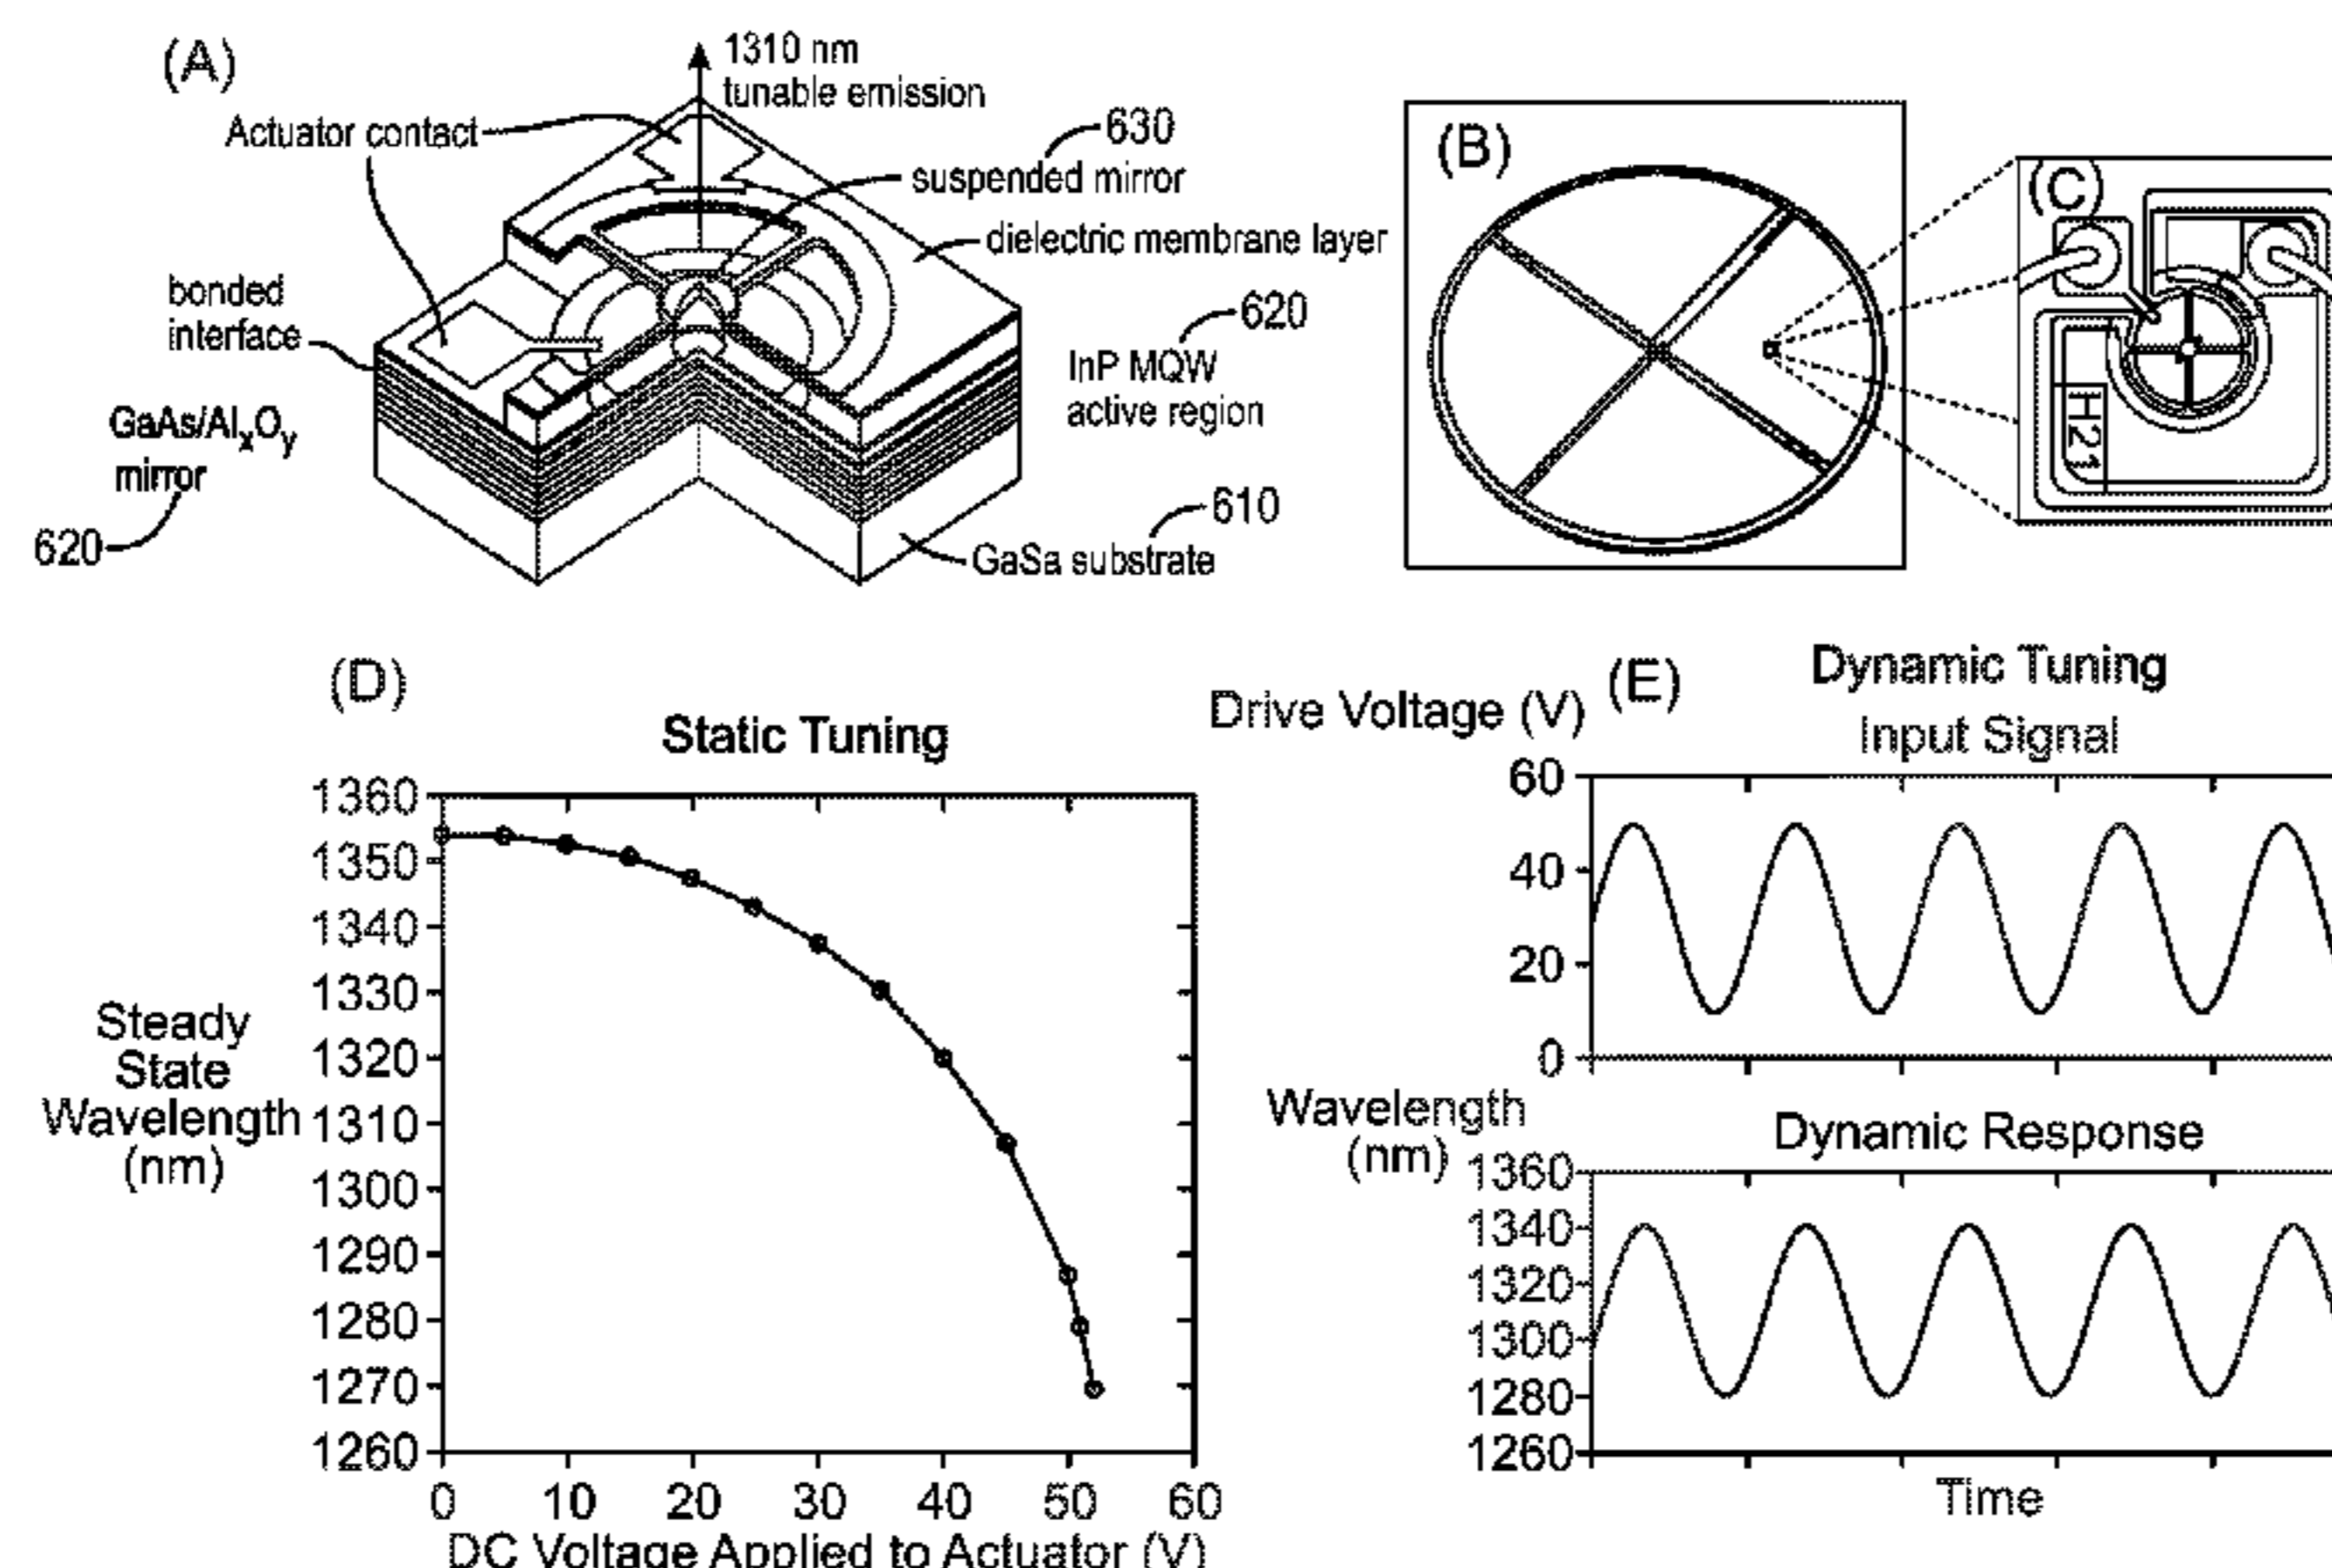 (A)
1310 nm
tunable emission
Actuator contact
630
suspended mirror
dielectric membrane layer
bonded
interface
620
InP MQW
active region
GaAs/AlxOy
mirror
620
610
GaSa substrate
(B)
(C)
H21
(D)
Static Tuning
Steady
State
Wavelength
(nm)
1360
1350
1340
1330
1320
1310
1300
1290
1280
1270
1260
0 10 20 30 40 50 60
DC Voltage Applied to Actuator (V)
(E)
Dynamic Tuning
Input Signal
Drive Voltage (V)
60
40
20
0
Dynamic Response
Wavelength
(nm)
1360
1340
1320
1300
1280
1260
Time